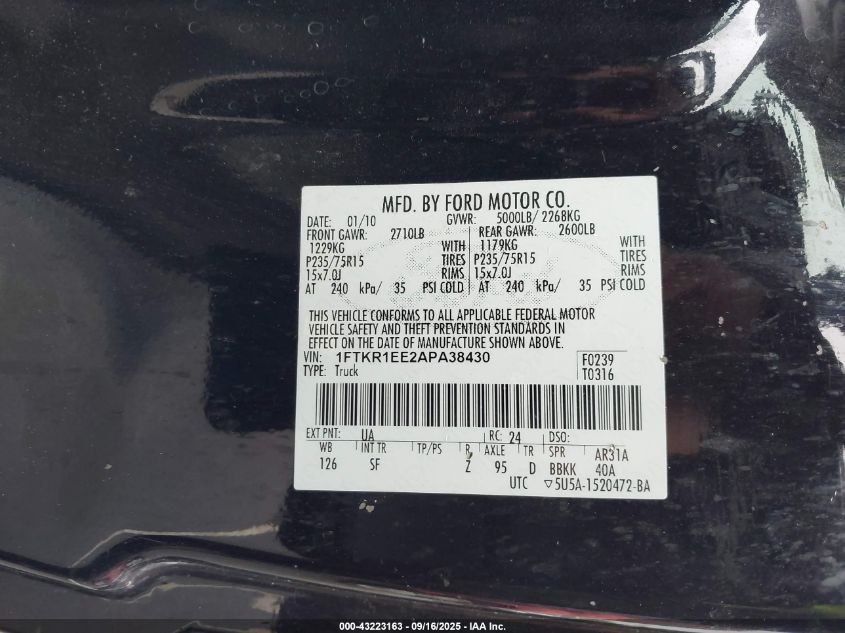 MFD. BY FORD MOTOR CO.
DATE: 01/10 GVWR: 5000LB/ 2268KG
FRONT GAWR: 2710LB REAR GAWR: 2600LB
1229KG WITH 1179KG WITH
P235/75R15 TIRES P235/75R15 TIRES
15x7.0J RIMS 15x7.0J RIMS
AT 240 kPa/ 35 PSI COLD AT 240 kPa/ 35 PSI COLD
THIS VEHICLE CONFORMS TO ALL APPLICABLE FEDERAL MOTOR
VEHICLE SAFETY AND THEFT PREVENTION STANDARDS IN
EFFECT ON THE DATE OF MANUFACTURE SHOWN ABOVE.
VIN: 1FTKR1EE2APA38430 F0239
TYPE: Truck T0316
EXT PNT: UA RC: 24 DSO:
WB INT TR TP/PS R AXLE TR SPR AR31A
126 SF Z 95 D BBKK 40A
UTC ▽5U5A-1520472-BA
000-43223163 - 09/16/2025 - IAA Inc.